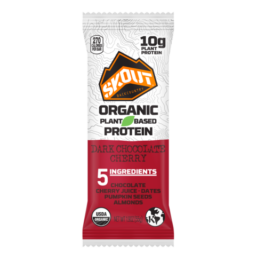 10g
PLANT
PROTEIN
SKOUT
BACKCOUNTRY
ORGANIC
PLANT BASED
PROTEIN
DARK CHOCOLATE
CHERRY
5 INGREDIENTS
CHOCOLATE
CHERRY JUICE · DATES
PUMPKIN SEEDS
ALMONDS
USDA
ORGANIC